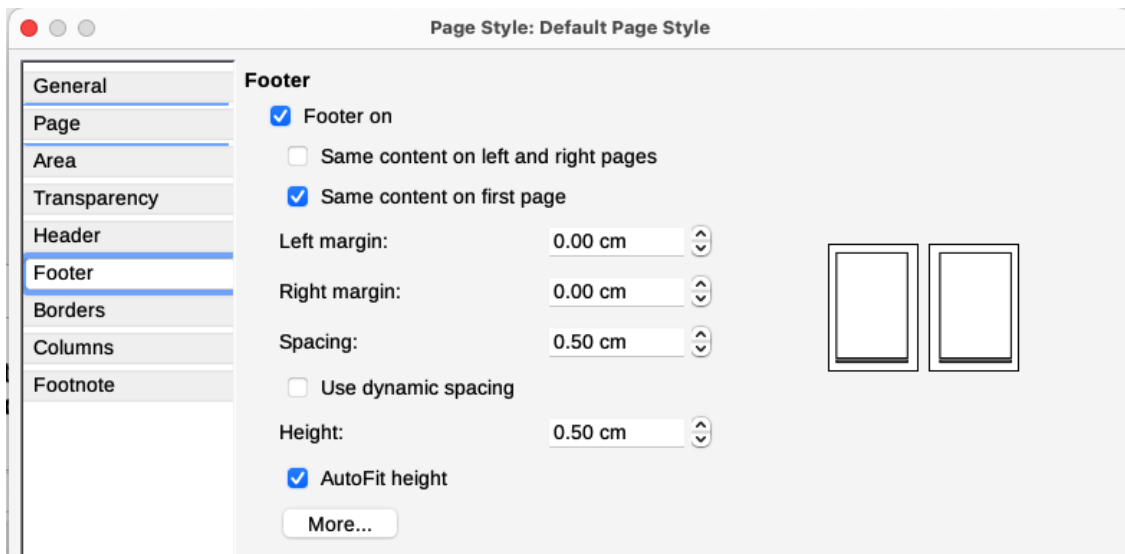 Page Style: Default Page Style
General
Page
Area
Transparency
Header
Footer
Borders
Columns
Footnote
Footer
Footer on
Same content on left and right pages
Same content on first page
Left margin: 0.00 cm
Right margin: 0.00 cm
Spacing: 0.50 cm
Use dynamic spacing
Height: 0.50 cm
AutoFit height
More...